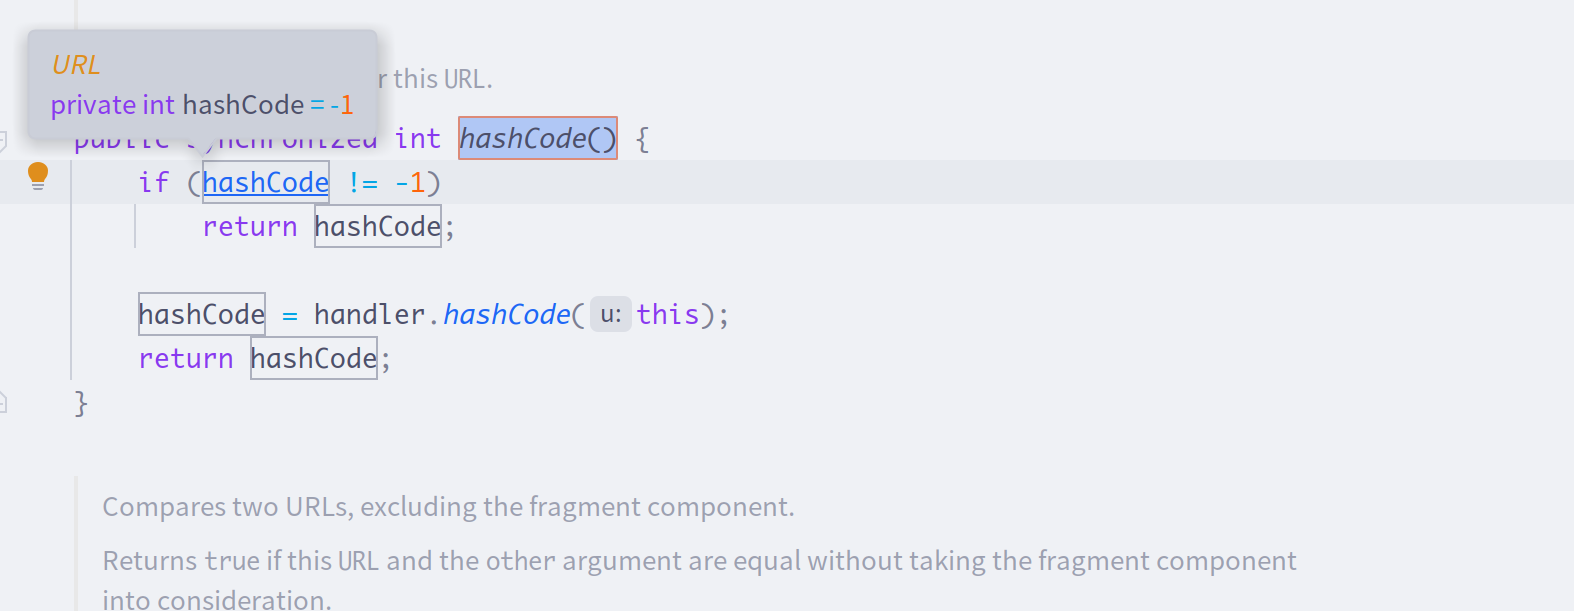 URL
private int hashCode = -1
r this URL.
public synchronized int hashCode() {
if (hashCode != -1)
return hashCode;
hashCode = handler.hashCode( u: this);
return hashCode;
}
Compares two URLs, excluding the fragment component.
Returns true if this URL and the other argument are equal without taking the fragment component
into consideration.